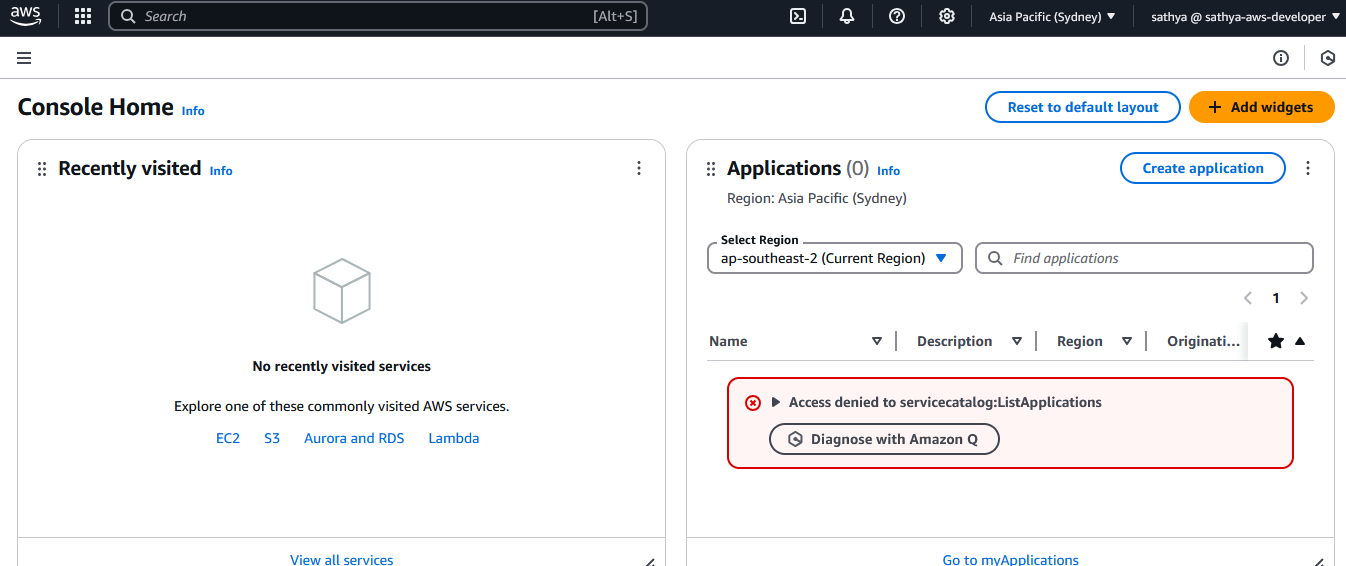 aws
Search [Alt+S]
Asia Pacific (Sydney)
sathya @ sathya-aws-developer
Console Home Info
Reset to default layout
Add widgets
Recently visited Info
No recently visited services
Explore one of these commonly visited AWS services.
EC2 S3 Aurora and RDS Lambda
View all services
Applications (0) Info
Create application
Region: Asia Pacific (Sydney)
Select Region
ap-southeast-2 (Current Region)
Find applications
1
Name Description Region Originati...
Access denied to servicecatalog:ListApplications
Diagnose with Amazon Q
Go to myApplications